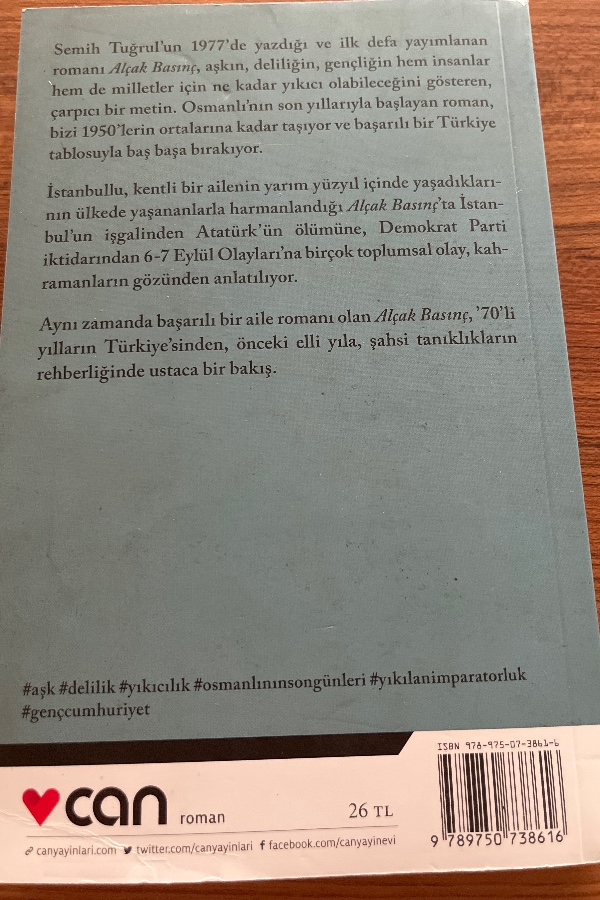 Semih Tuğrul'un 1977'de yazdığı ve ilk defa yayımlanan
romanı Alçak Basınç, aşkın, deliliğin, gençliğin hem insanlar
hem de milletler için ne kadar yıkıcı olabileceğini gösteren,
çarpıcı bir metin. Osmanlı'nın son yıllarıyla başlayan roman,
bizi 1950'lerin ortalarına kadar taşıyor ve başarılı bir Türkiye
tablosuyla baş başa bırakıyor.
İstanbullu, kentli bir ailenin yarım yüzyıl içinde yaşadıkları-
nın ülkede yaşananlarla harmanlandığı Alçak Basınç'ta İstan-
bul'un işgalinden Atatürk'ün ölümüne, Demokrat Parti
iktidarından 6-7 Eylül Olayları'na birçok toplumsal olay, kah-
ramanların gözünden anlatılıyor.
Aynı zamanda başarılı bir aile romanı olan Alçak Basınç, '70'li
yılların Türkiye'sinden, önceki elli yıla, şahsi tanıklıkların
rehberliğinde ustaca bir bakış.
#aşk #delilik #yıkıcılık #osmanlınınsongünleri #yıkılanimparatorluk
#gençcumhuriyet
ISBN 978-975-07-3861-6
can roman 26 TL
canyayinlari.com twitter.com/canyayinlari facebook.com/canyayinevi
9 789750 738616